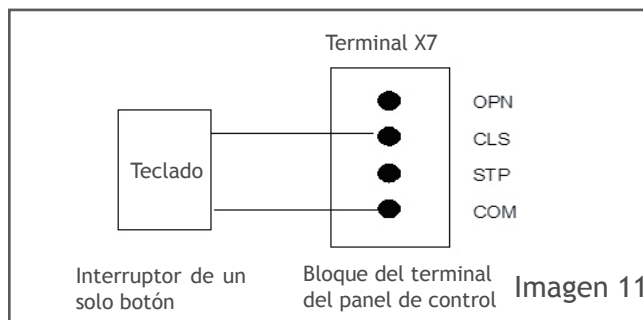 Terminal X7
OPN
CLS
Teclado
STP
COM
Interruptor de un
solo botón
Bloque del terminal
del panel de control
Imagen 11